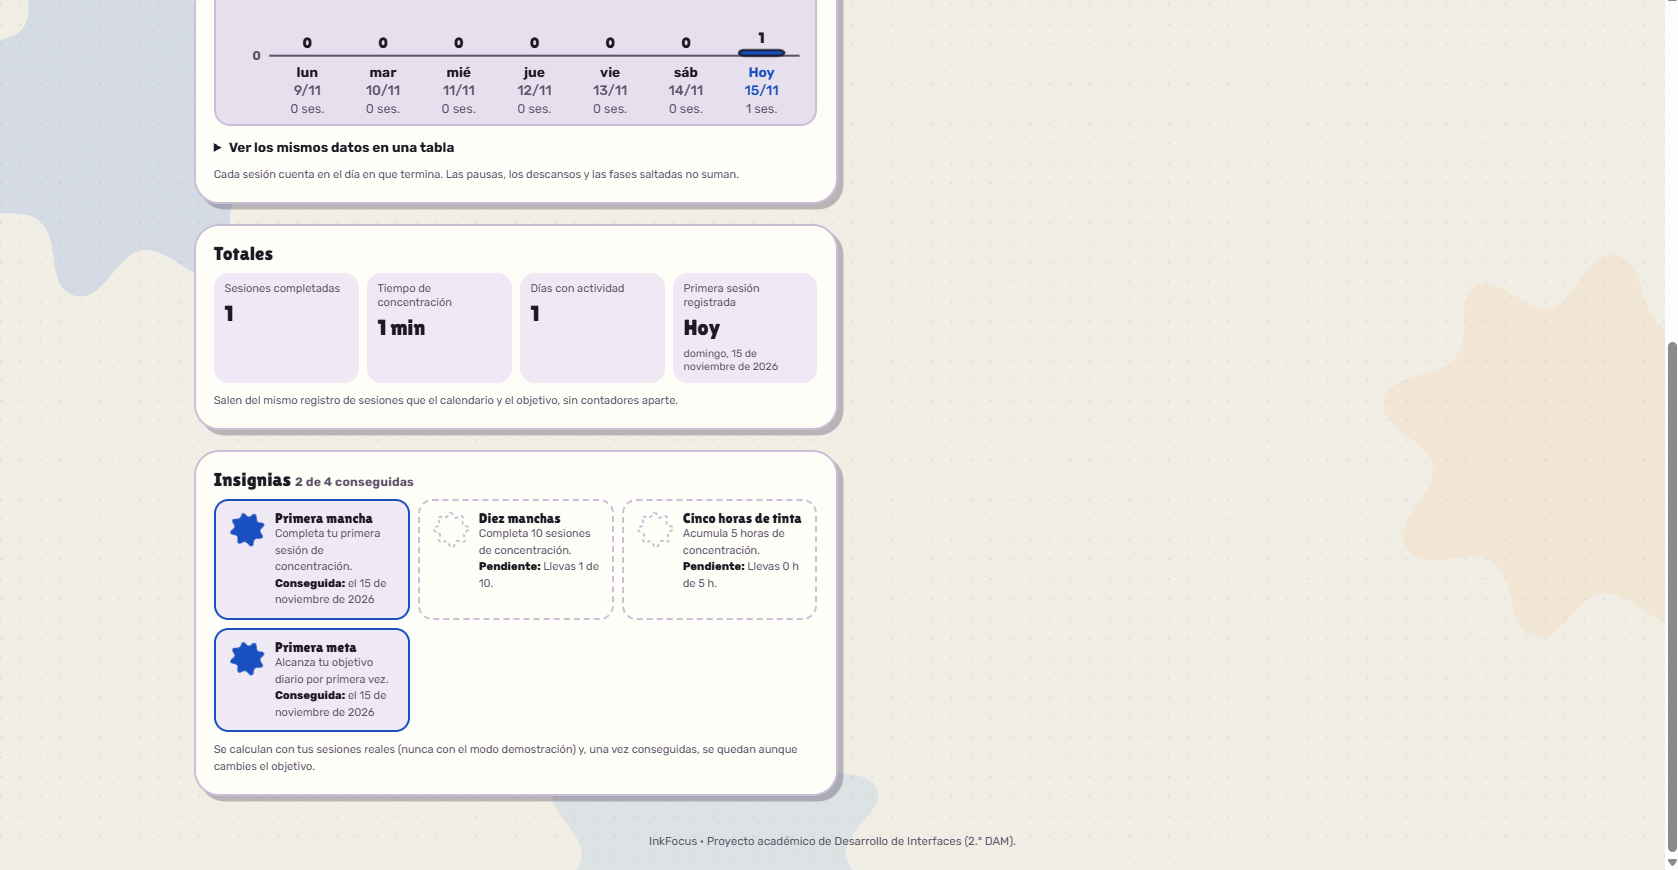 0 0 0 0 0 0 1
0
lun mar mié jue vie sáb Hoy
9/11 10/11 11/11 12/11 13/11 14/11 15/11
0 ses. 0 ses. 0 ses. 0 ses. 0 ses. 0 ses. 1 ses.
Ver los mismos datos en una tabla
Cada sesión cuenta en el día en que termina. Las pausas, los descansos y las fases saltadas no suman.
Totales
Sesiones completadas
1
Tiempo de
concentración
1 min
Días con actividad
1
Primera sesión
registrada
Hoy
domingo, 15 de
noviembre de 2026
Salen del mismo registro de sesiones que el calendario y el objetivo, sin contadores aparte.
Insignias 2 de 4 conseguidas
Primera mancha
Completa tu primera
sesión de
concentración.
Conseguida: el 15 de
noviembre de 2026
Diez manchas
Completa 10 sesiones
de concentración.
Pendiente: Llevas 1 de
10.
Cinco horas de tinta
Acumula 5 horas de
concentración.
Pendiente: Llevas 0 h
de 5 h.
Primera meta
Alcanza tu objetivo
diario por primera vez.
Conseguida: el 15 de
noviembre de 2026
Se calculan con tus sesiones reales (nunca con el modo demostración) y, una vez conseguidas, se quedan aunque
cambies el objetivo.
InkFocus • Proyecto académico de Desarrollo de Interfaces (2.º DAM).